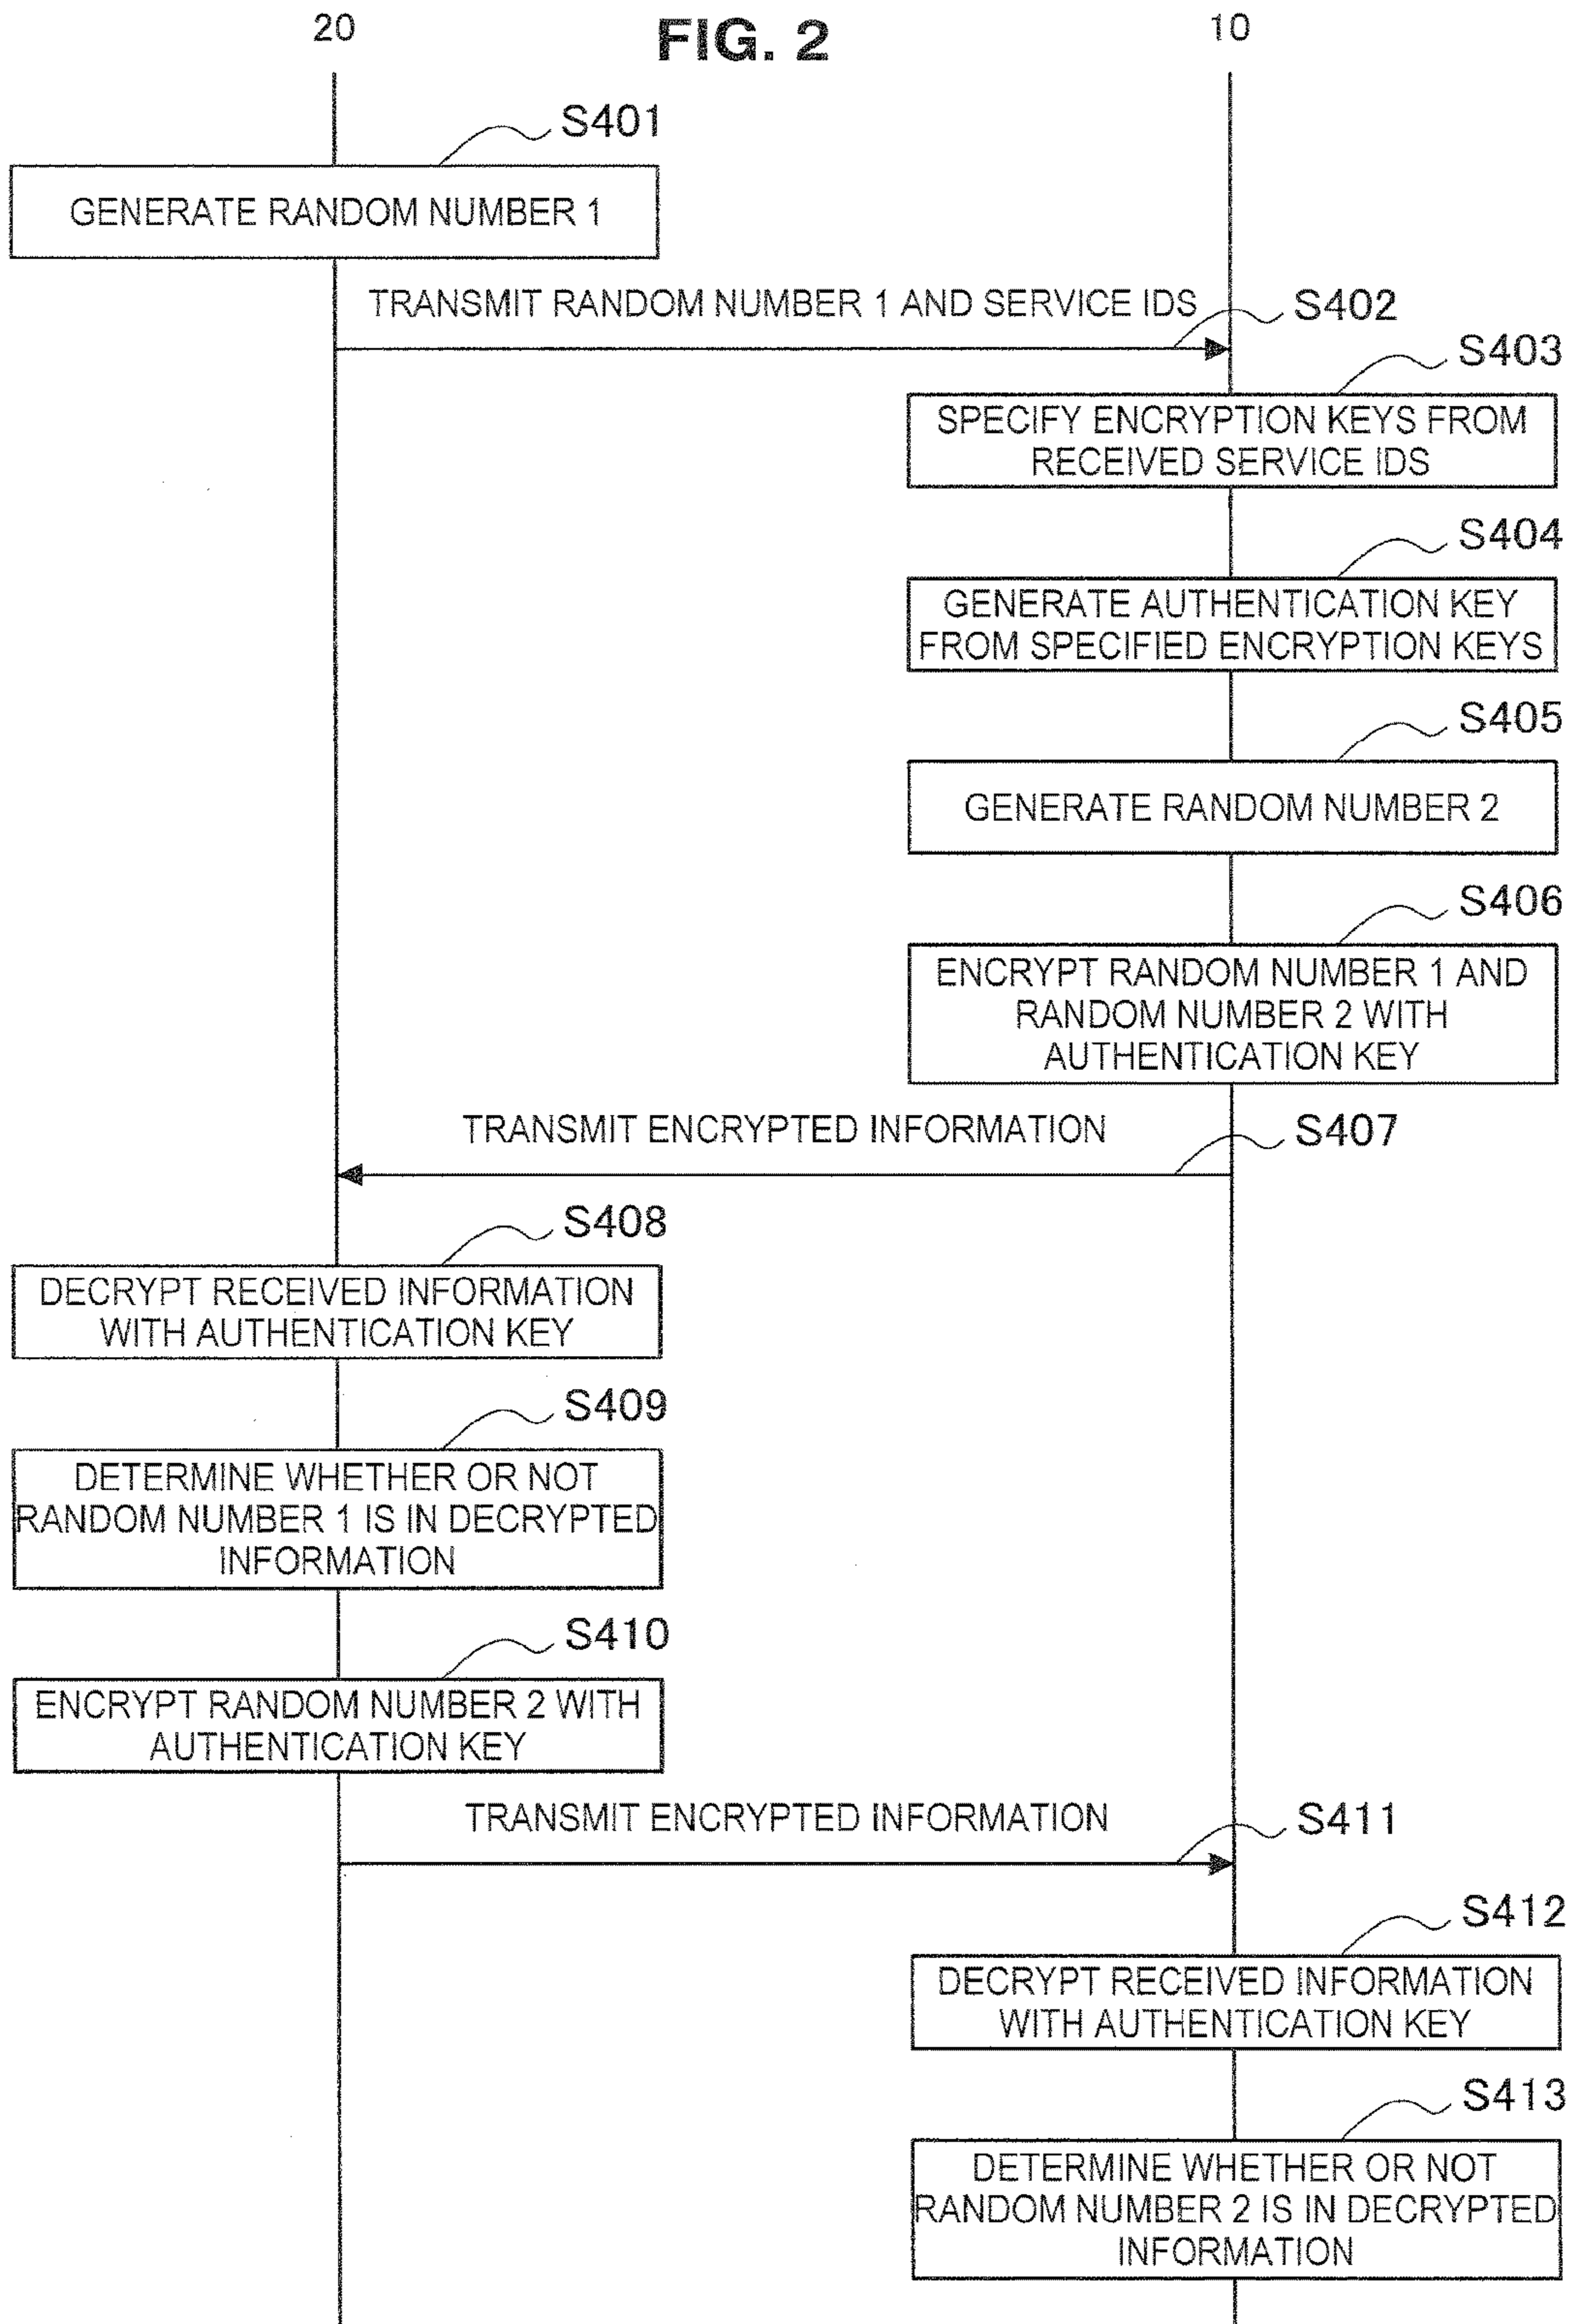 20
FIG. 2
10
S401
GENERATE RANDOM NUMBER 1
TRANSMIT RANDOM NUMBER 1 AND SERVICE IDS
S402
S403
SPECIFY ENCRYPTION KEYS FROM
RECEIVED SERVICE IDS
S404
GENERATE AUTHENTICATION KEY
FROM SPECIFIED ENCRYPTION KEYS
S405
GENERATE RANDOM NUMBER 2
S406
ENCRYPT RANDOM NUMBER 1 AND
RANDOM NUMBER 2 WITH
AUTHENTICATION KEY
TRANSMIT ENCRYPTED INFORMATION
S407
S408
DECRYPT RECEIVED INFORMATION
WITH AUTHENTICATION KEY
S409
DETERMINE WHETHER OR NOT
RANDOM NUMBER 1 IS IN DECRYPTED
INFORMATION
S410
ENCRYPT RANDOM NUMBER 2 WITH
AUTHENTICATION KEY
TRANSMIT ENCRYPTED INFORMATION
S411
S412
DECRYPT RECEIVED INFORMATION
WITH AUTHENTICATION KEY
S413
DETERMINE WHETHER OR NOT
RANDOM NUMBER 2 IS IN DECRYPTED
INFORMATION